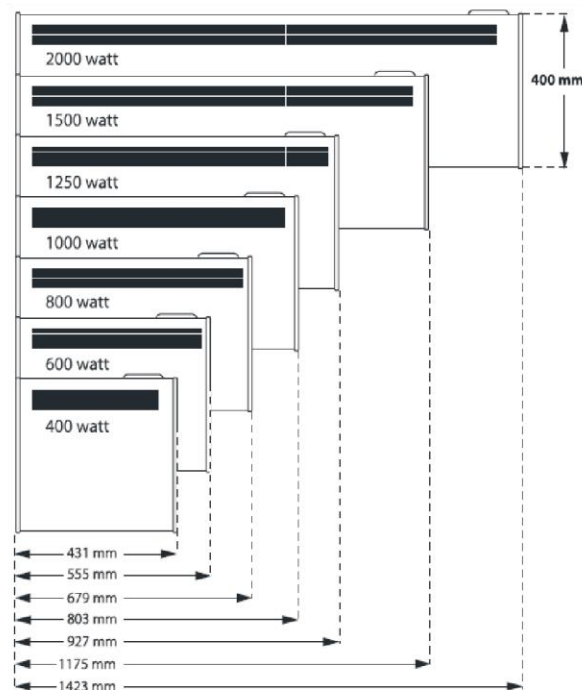 2000 watt
400 mm
1500 watt
1250 watt
1000 watt
800 watt
600 watt
400 watt
431 mm
555 mm
679 mm
803 mm
927 mm
1175 mm
1423 mm